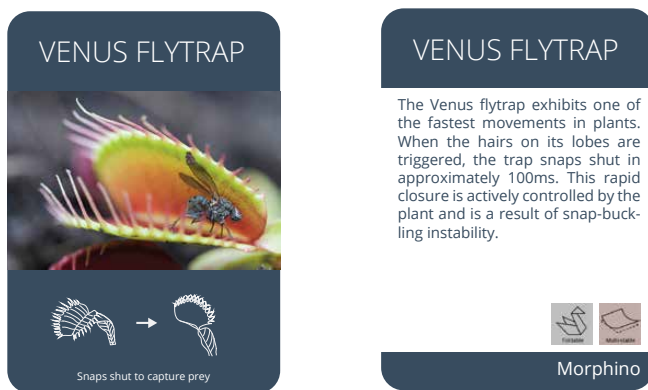 VENUS FLYTRAP
Snaps shut to capture prey
VENUS FLYTRAP
The Venus flytrap exhibits one of
the fastest movements in plants.
When the hairs on its lobes are
triggered, the trap snaps shut in
approximately 100ms. This rapid
closure is actively controlled by the
plant and is a result of snap-buck-
ling instability.
Foldable
Multi-stable
Morphino